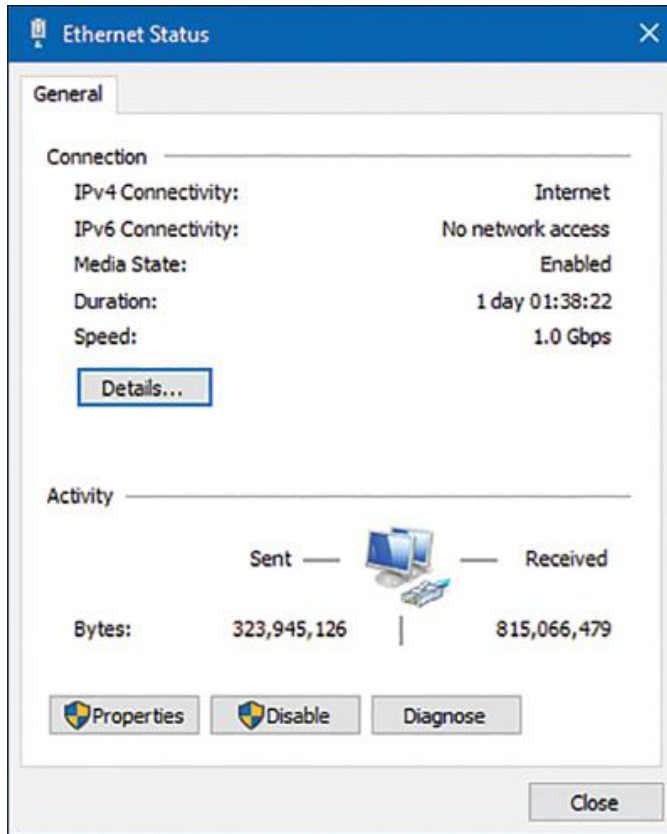 Ethernet Status
General
Connection
IPv4 Connectivity: Internet
IPv6 Connectivity: No network access
Media State: Enabled
Duration: 1 day 01:38:22
Speed: 1.0 Gbps
Details...
Activity
Sent Received
Bytes: 323,945,126 815,066,479
Properties Disable Diagnose
Close